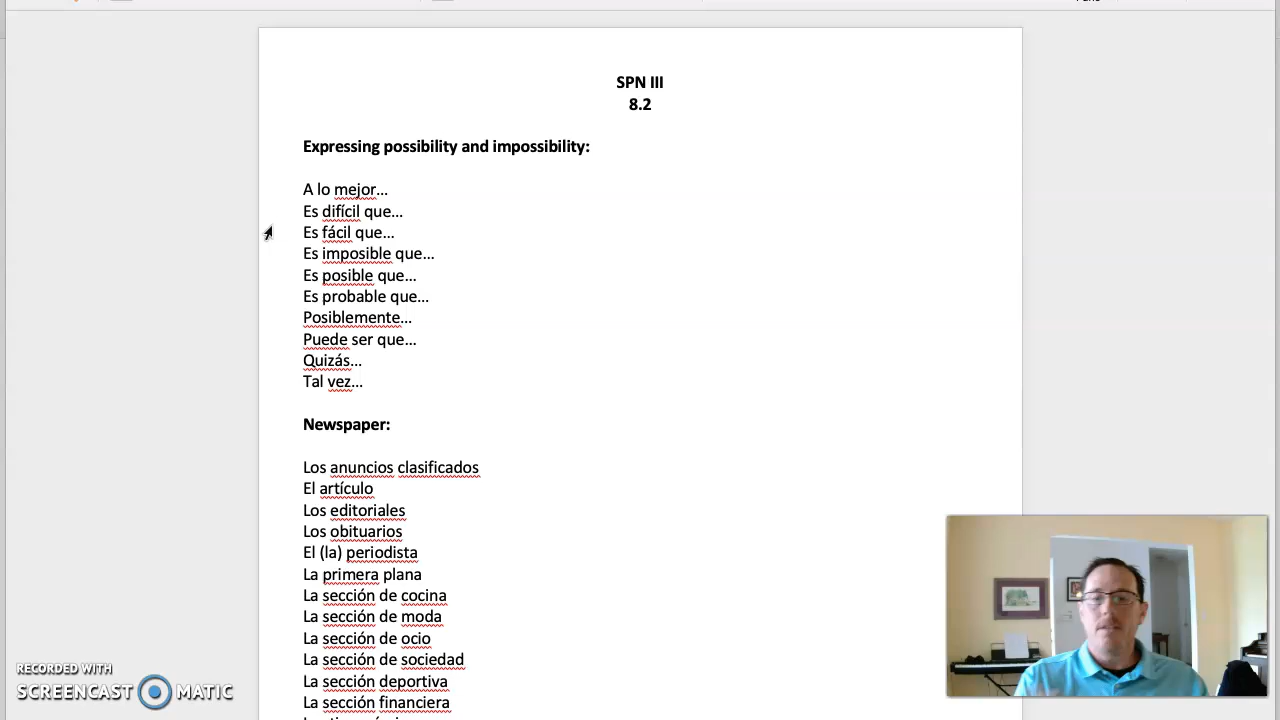 SPN III
8.2
Expressing possibility and impossibility:
A lo mejor...
Es difícil que...
Es fácil que...
Es imposible que...
Es posible que...
Es probable que...
Posiblemente...
Puede ser que...
Quizás...
Tal vez...
Newspaper:
Los anuncios clasificados
El artículo
Los editoriales
Los obituarios
El (la) periodista
La primera plana
La sección de cocina
La sección de moda
La sección de ocio
La sección de sociedad
La sección deportiva
La sección financiera
RECORDED WITH
SCREENCAST MATIC